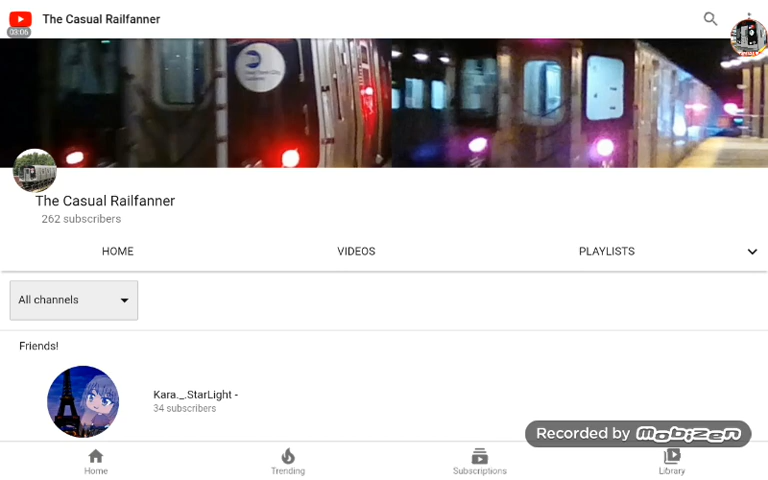 The Casual Railfanner
03:06
The Casual Railfanner
262 subscribers
HOME
VIDEOS
PLAYLISTS
All channels
Friends!
Kara._.StarLight -
34 subscribers
Recorded by mobizen
Home
Trending
Subscriptions
Library